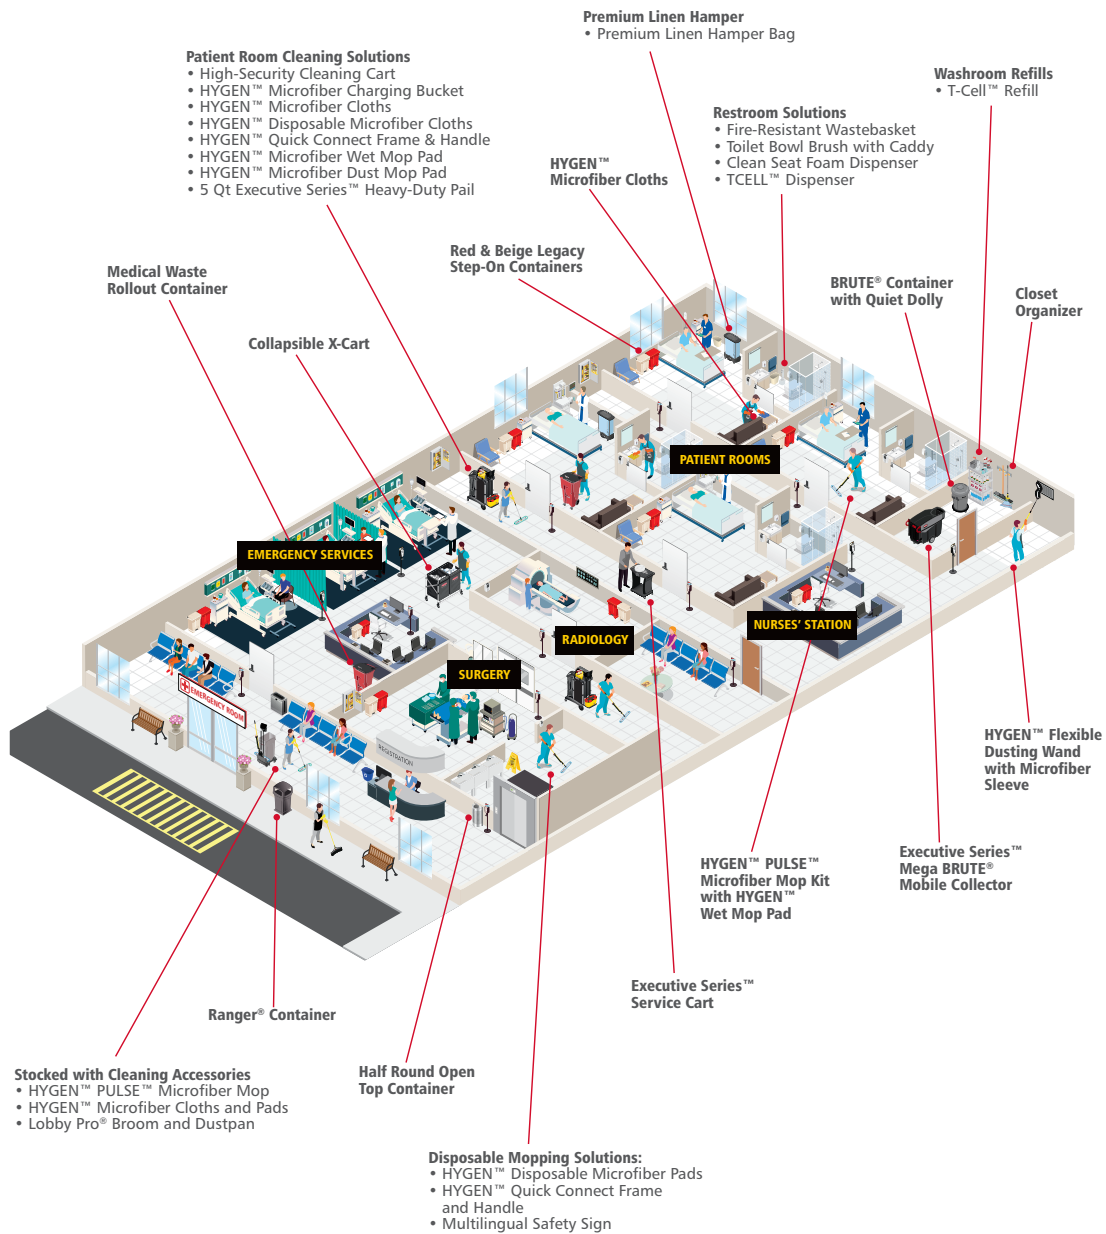 Premium Linen Hamper
• Premium Linen Hamper Bag
Patient Room Cleaning Solutions
• High-Security Cleaning Cart
• HYGEN™ Microfiber Charging Bucket
• HYGEN™ Microfiber Cloths
• HYGEN™ Disposable Microfiber Cloths
• HYGEN™ Quick Connect Frame & Handle
• HYGEN™ Microfiber Wet Mop Pad
• HYGEN™ Microfiber Dust Mop Pad
• 5 Qt Executive Series™ Heavy-Duty Pail
Washroom Refills
• T-Cell™ Refill
Restroom Solutions
• Fire-Resistant Wastebasket
• Toilet Bowl Brush with Caddy
• Clean Seat Foam Dispenser
• TCELL™ Dispenser
HYGEN™
Microfiber Cloths
Red & Beige Legacy
Step-On Containers
Medical Waste
Rollout Container
BRUTE® Container
with Quiet Dolly
Closet
Organizer
Collapsible X-Cart
PATIENT ROOMS
EMERGENCY SERVICES
NURSES' STATION
RADIOLOGY
SURGERY
EMERGENCY ROOM
REGISTRATION
HYGEN™ Flexible
Dusting Wand
with Microfiber
Sleeve
HYGEN™ PULSE™
Microfiber Mop Kit
with HYGEN™
Wet Mop Pad
Executive Series™
Mega BRUTE®
Mobile Collector
Executive Series™
Service Cart
Ranger® Container
Half Round Open
Top Container
Stocked with Cleaning Accessories
• HYGEN™ PULSE™ Microfiber Mop
• HYGEN™ Microfiber Cloths and Pads
• Lobby Pro® Broom and Dustpan
Disposable Mopping Solutions:
• HYGEN™ Disposable Microfiber Pads
• HYGEN™ Quick Connect Frame
and Handle
• Multilingual Safety Sign